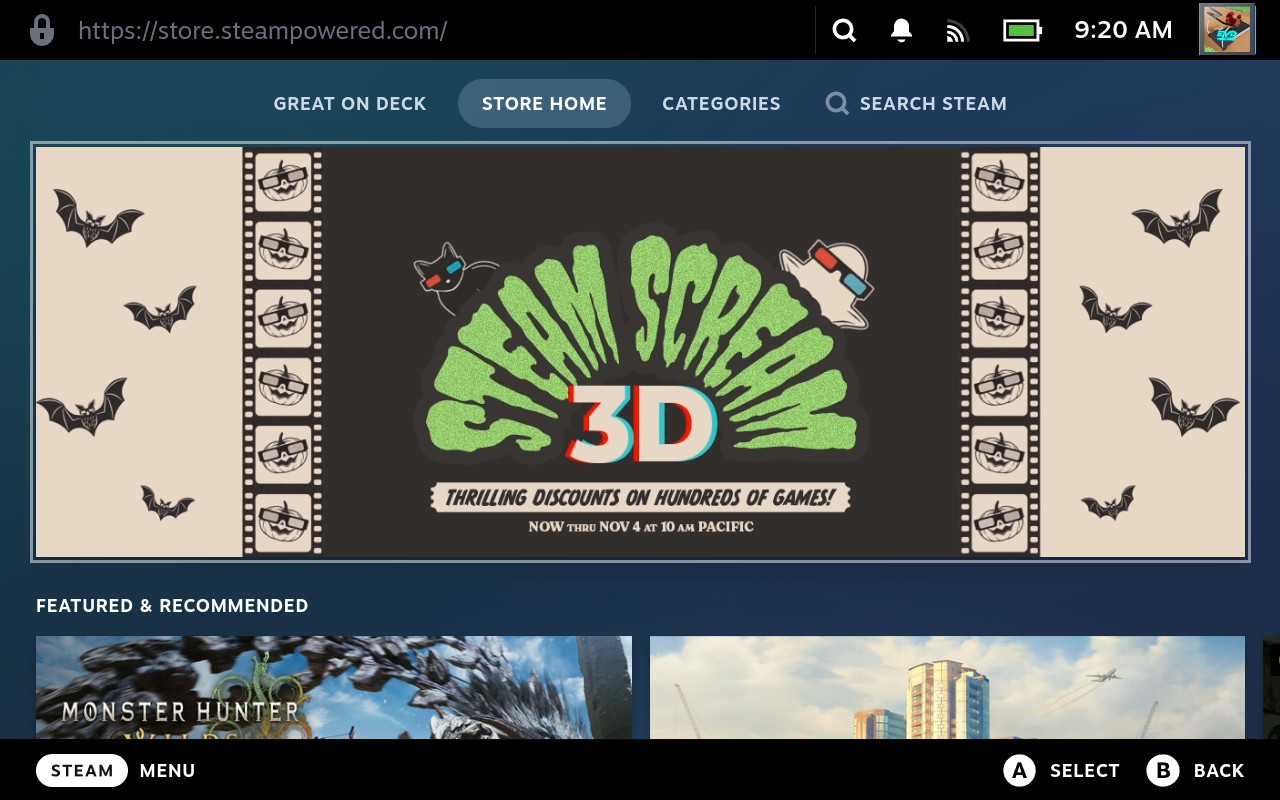 https://store.steampowered.com/
9:20 AM
GREAT ON DECK
STORE HOME
CATEGORIES
SEARCH STEAM
STEAM SCREAM
3D
THRILLING DISCOUNTS ON HUNDREDS OF GAMES!
NOW THRU NOV 4 AT 10 AM PACIFIC
FEATURED & RECOMMENDED
MONSTER HUNTER
WILDS
STEAM MENU
A SELECT
B BACK